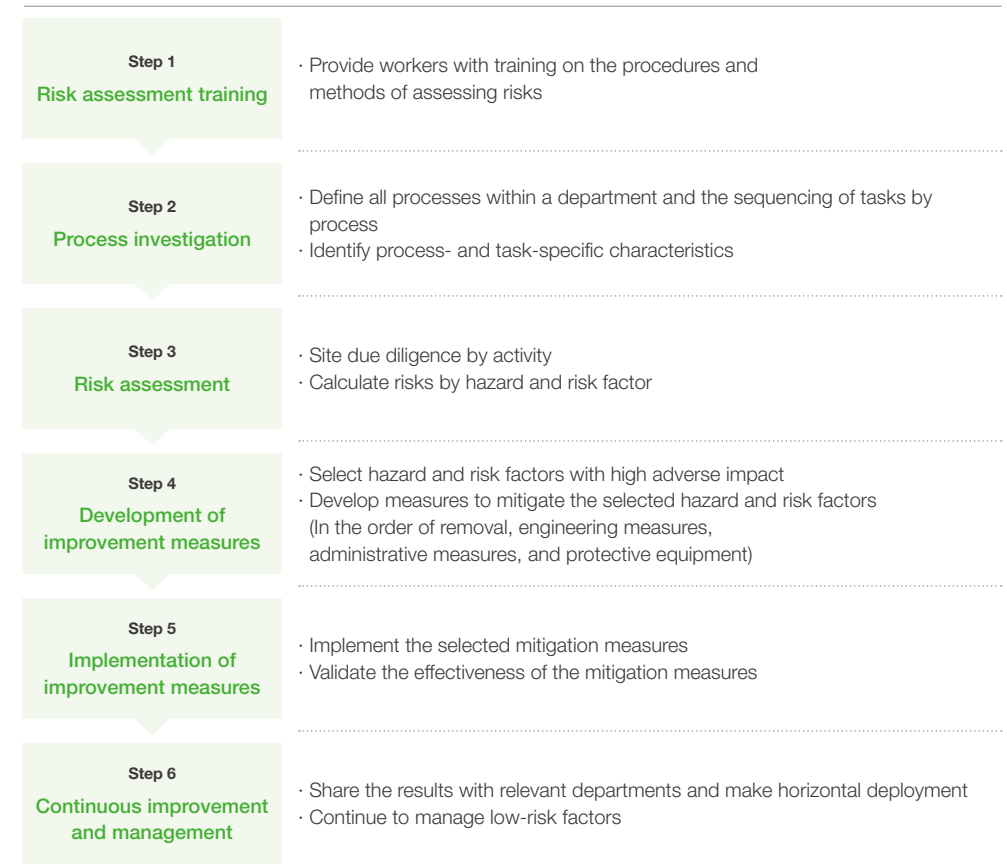 Step 1
Risk assessment training
· Provide workers with training on the procedures and
methods of assessing risks
Step 2
Process investigation
· Define all processes within a department and the sequencing of tasks by
process
· Identify process- and task-specific characteristics
Step 3
Risk assessment
· Site due diligence by activity
· Calculate risks by hazard and risk factor
Step 4
Development of
improvement measures
· Select hazard and risk factors with high adverse impact
· Develop measures to mitigate the selected hazard and risk factors
(In the order of removal, engineering measures,
administrative measures, and protective equipment)
Step 5
Implementation of
improvement measures
· Implement the selected mitigation measures
· Validate the effectiveness of the mitigation measures
Step 6
Continuous improvement
and management
· Share the results with relevant departments and make horizontal deployment
· Continue to manage low-risk factors